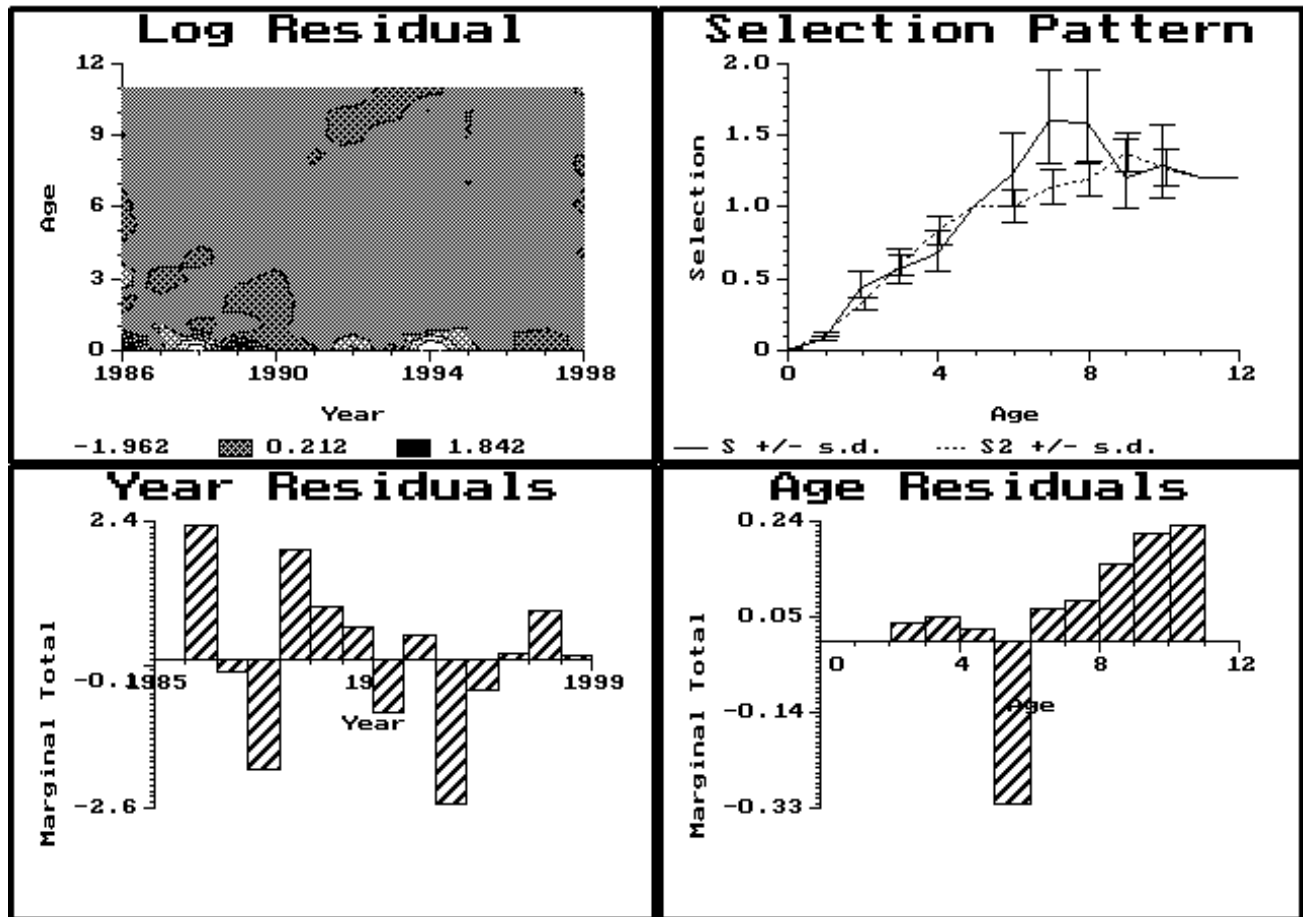 Log Residual
12
9
Age
6
3
0
1986 1990 1994 1998
Year
-1.962 0.212 1.842
Selection Pattern
2.0
1.5
Selection
1.0
0.5
0
0 4 8 12
Age
S +/- s.d. S2 +/- s.d.
Year Residuals
2.4
Marginal Total
-0.1
1985 19 1999
Year
-2.6
Age Residuals
0.24
0.05
Marginal Total
0 4 8 12
Age
-0.14
-0.33